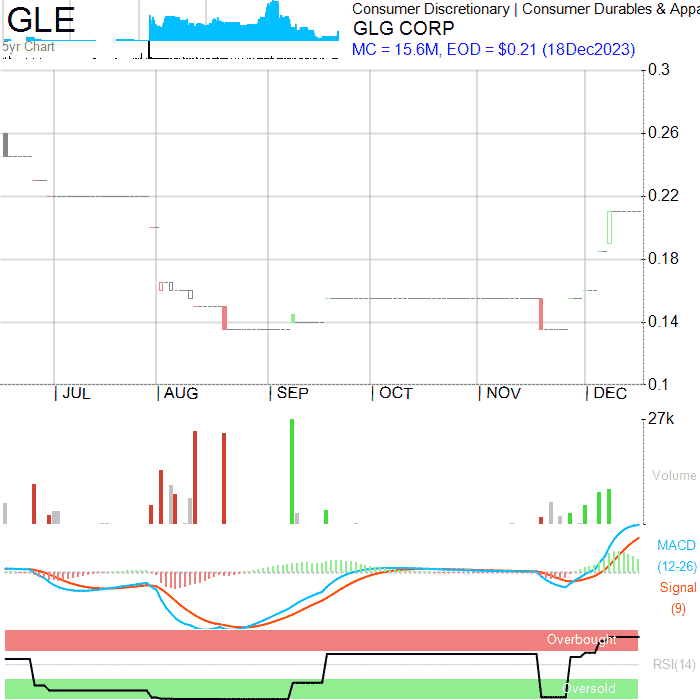 GLE
5yr Chart
Consumer Discretionary | Consumer Durables & Appa
GLG CORP
MC = 15.6M, EOD = $0.21 (18Dec2023)
0.3
0.26
0.22
0.18
0.14
0.1
JUL
AUG
SEP
OCT
NOV
DEC
27k
Volume
MACD
(12-26)
Signal
(9)
Overbought
RSI(14)
Oversold